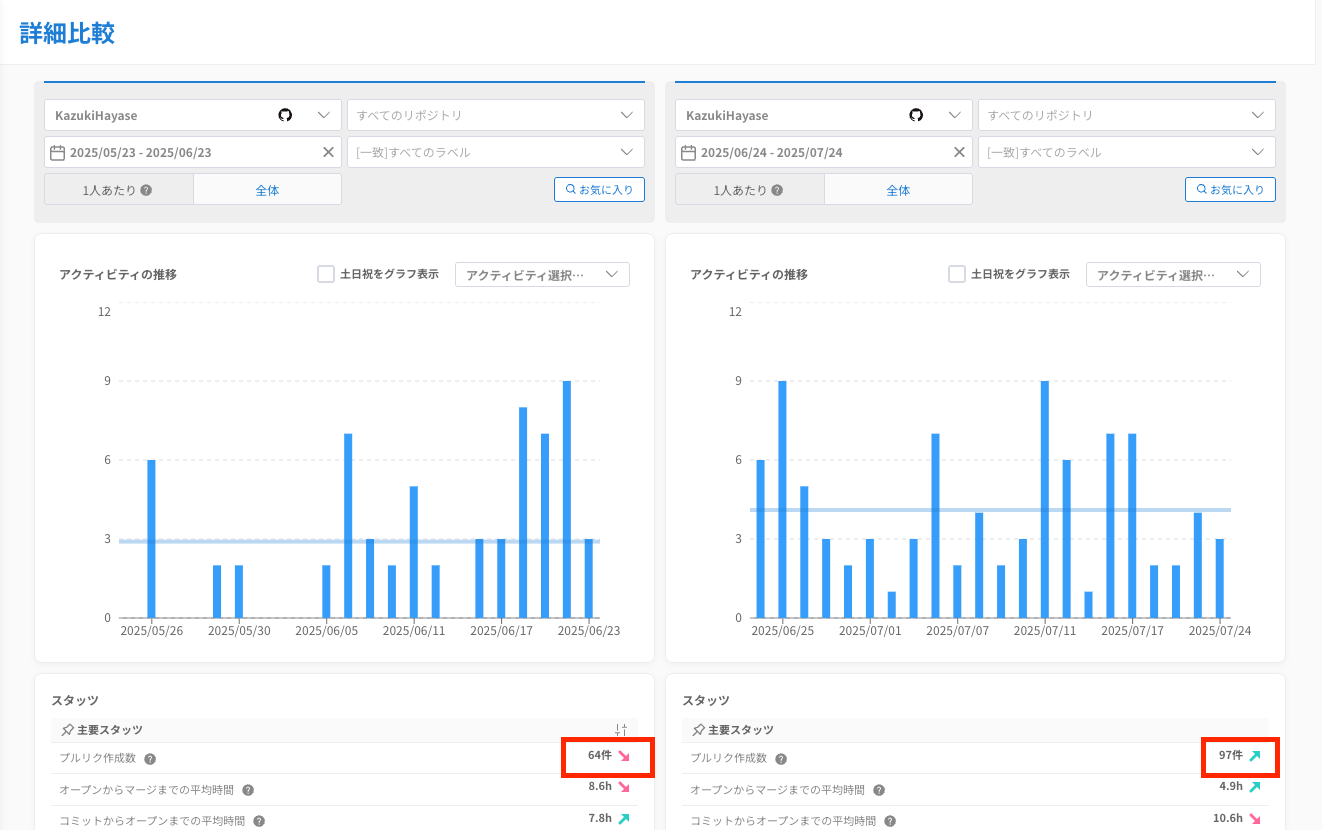 詳細比較
KazukiHayase
すべてのリポジトリ
2025/05/23 - 2025/06/23
[一致]すべてのラベル
1人あたり ?
全体
お気に入り
アクティビティの推移
土日祝をグラフ表示
アクティビティ選択…
12
9
6
3
0
2025/05/26 2025/05/30 2025/06/05 2025/06/11 2025/06/17 2025/06/23
スタッツ
主要スタッツ
プルリク作成数 ? 64件
オープンからマージまでの平均時間 ? 8.6h
コミットからオープンまでの平均時間 ? 7.8h
KazukiHayase
すべてのリポジトリ
2025/06/24 - 2025/07/24
[一致]すべてのラベル
1人あたり ?
全体
お気に入り
アクティビティの推移
土日祝をグラフ表示
アクティビティ選択…
12
9
6
3
0
2025/06/25 2025/07/01 2025/07/07 2025/07/11 2025/07/17 2025/07/24
スタッツ
主要スタッツ
プルリク作成数 ? 97件
オープンからマージまでの平均時間 ? 4.9h
コミットからオープンまでの平均時間 ? 10.6h